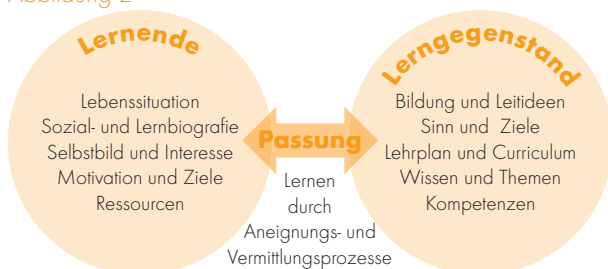 Abbildung 2
Lernende
Lebenssituation
Sozial- und Lernbiografie
Selbstbild und Interesse
Motivation und Ziele
Ressourcen
Passung
Lernen
durch
Aneignungs- und
Vermittlungsprozesse
Lerngegenstand
Bildung und Leitideen
Sinn und Ziele
Lehrplan und Curriculum
Wissen und Themen
Kompetenzen